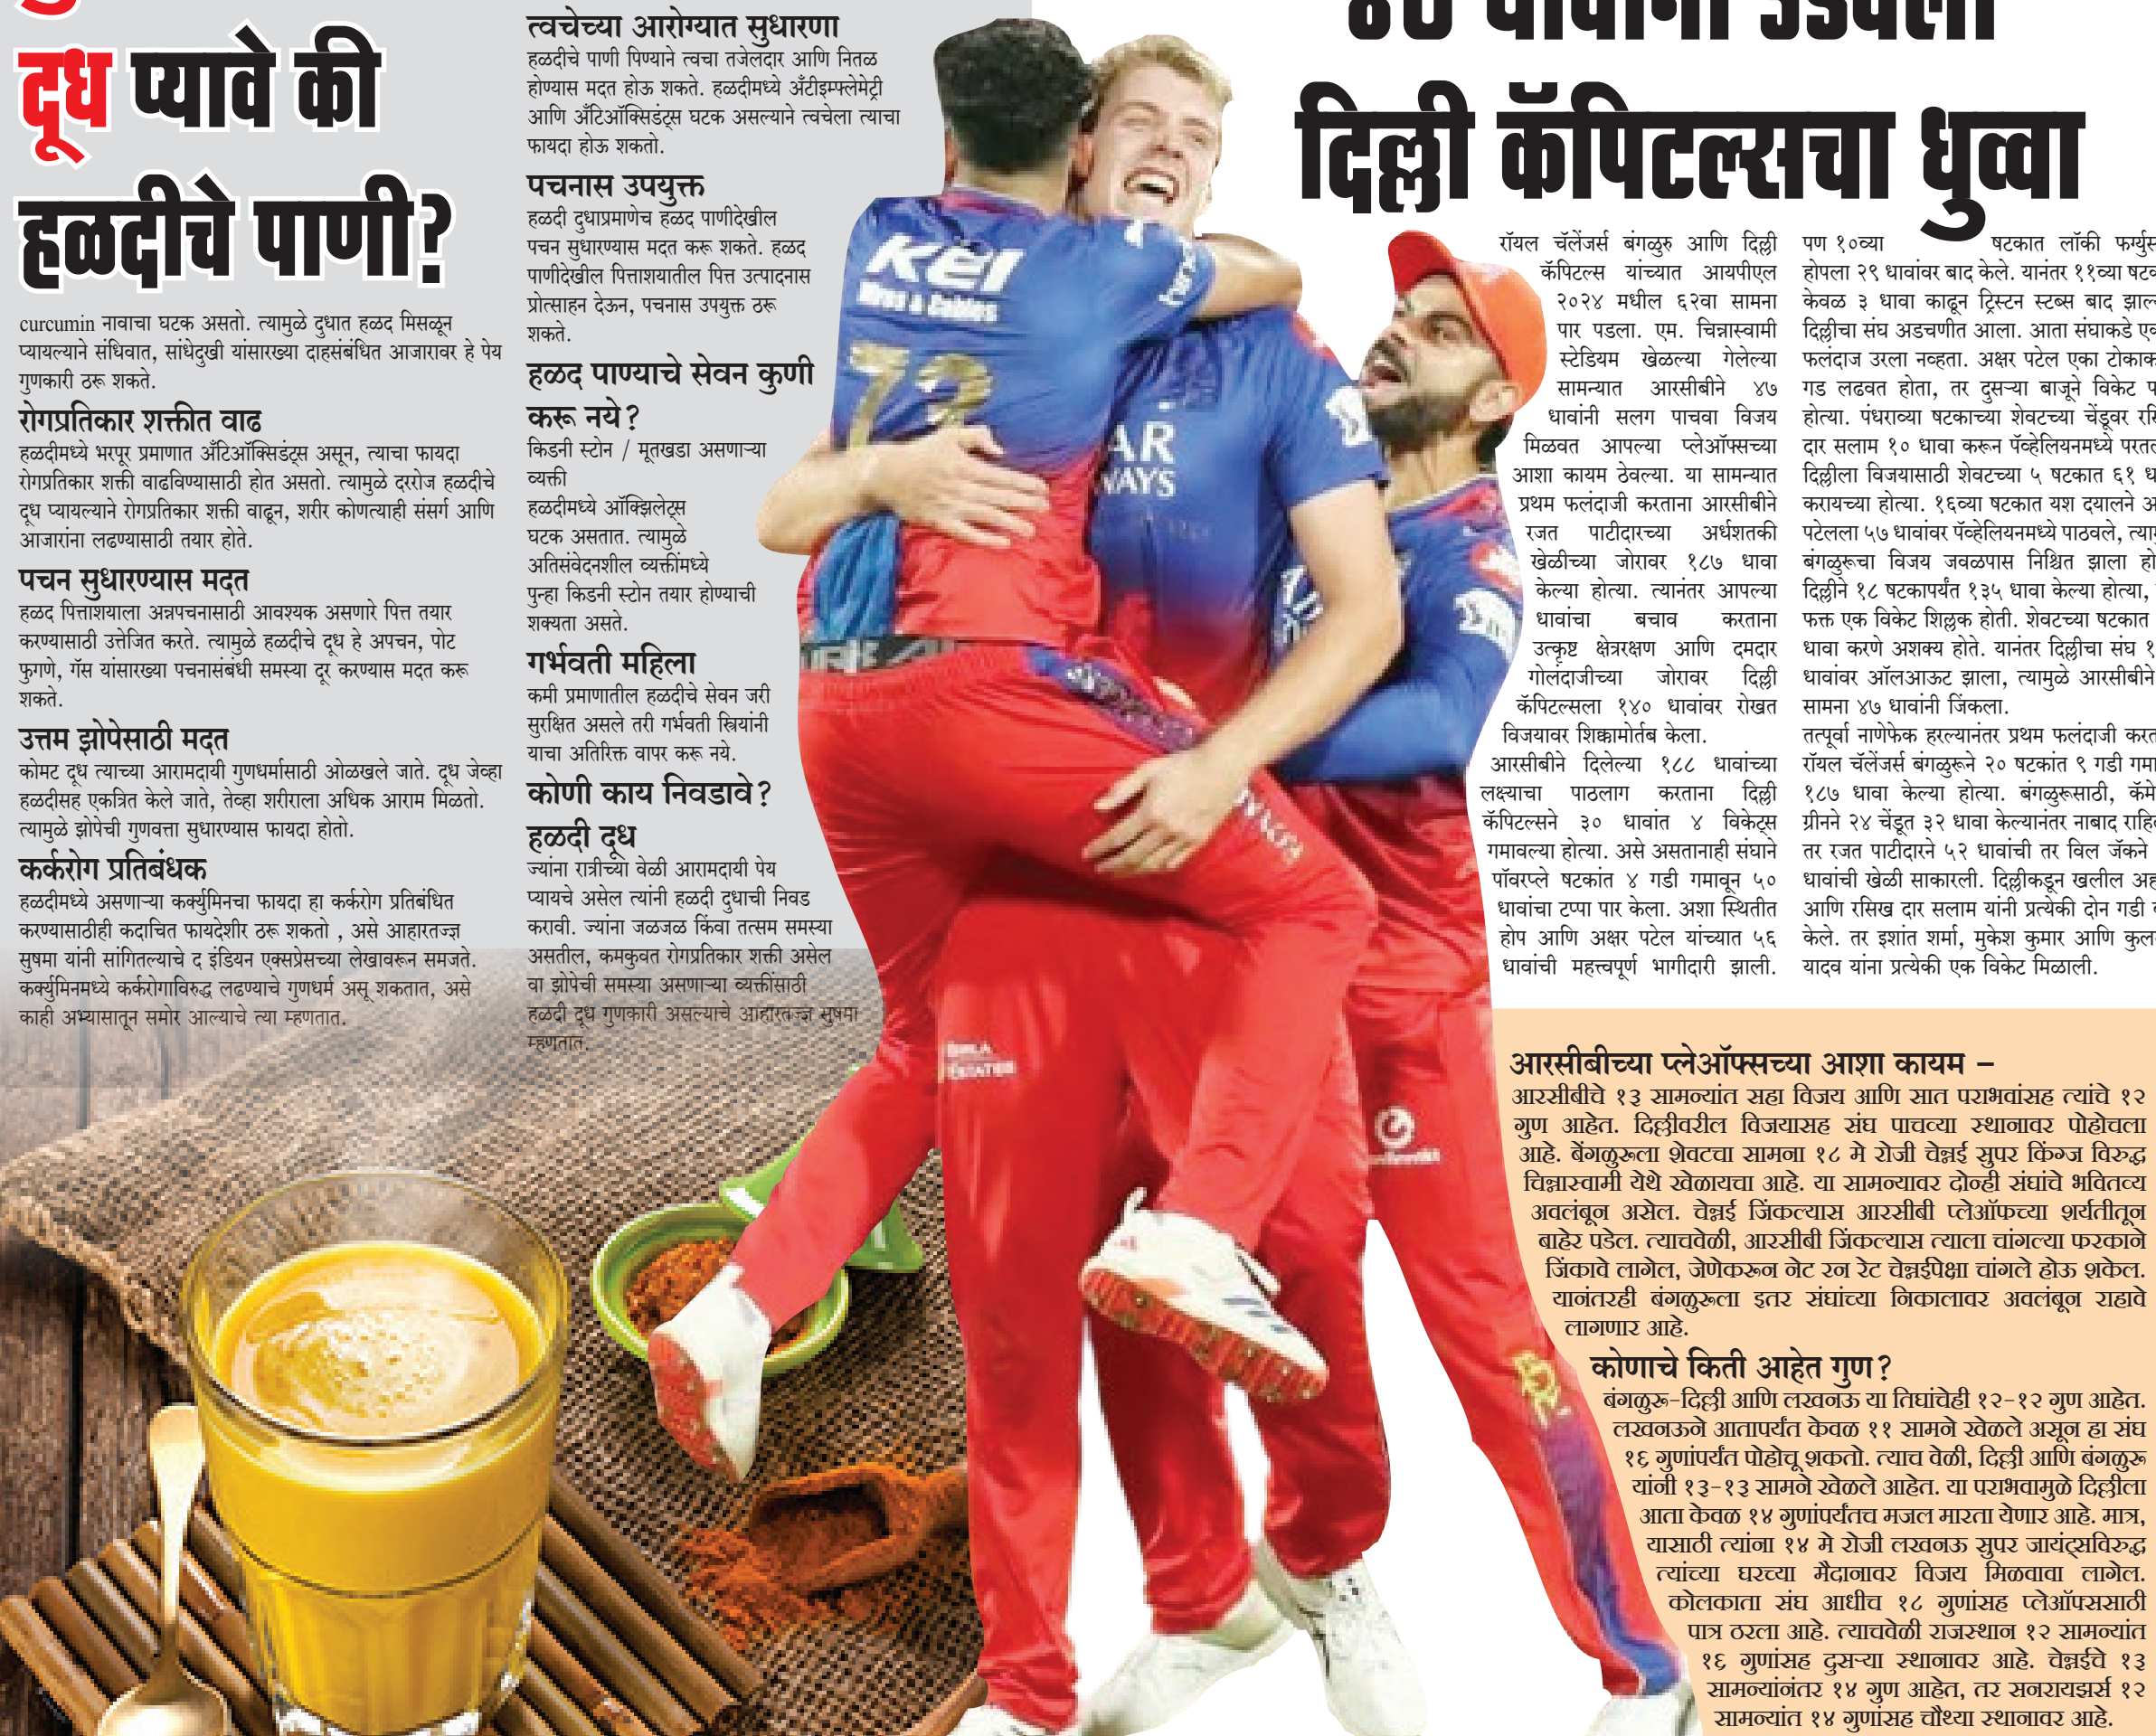 दूध प्यावे की
हळदीचे पाणी?
curcumin नावाचा घटक असतो. त्यामुळे दुधात हळद मिसळून
प्यायल्याने संधिवात, सांधेदुखी यांसारख्या दाहसंबंधित आजारावर हे पेय
गुणकारी ठरू शकते.
रोगप्रतिकार शक्तीत वाढ
हळदीमध्ये भरपूर प्रमाणात अँटिऑक्सिडंट्स असून, त्याचा फायदा
रोगप्रतिकार शक्ती वाढविण्यासाठी होत असतो. त्यामुळे दररोज हळदीचे
दूध प्यायल्याने रोगप्रतिकार शक्ती वाढून, शरीर कोणत्याही संसर्ग आणि
आजारांना लढण्यासाठी तयार होते.
पचन सुधारण्यास मदत
हळद पित्ताशयाला अन्नपचनासाठी आवश्यक असणारे पित्त तयार
करण्यासाठी उत्तेजित करते. त्यामुळे हळदीचे दूध हे अपचन, पोट
फुगणे, गॅस यांसारख्या पचनासंबंधी समस्या दूर करण्यास मदत करू
शकते.
उत्तम झोपेसाठी मदत
कोमट दूध त्याच्या आरामदायी गुणधर्मासाठी ओळखले जाते. दूध जेव्हा
हळदीसह एकत्रित केले जाते, तेव्हा शरीराला अधिक आराम मिळतो.
त्यामुळे झोपेची गुणवत्ता सुधारण्यास फायदा होतो.
कर्करोग प्रतिबंधक
हळदीमध्ये असणाऱ्या कर्क्युमिनचा फायदा हा कर्करोग प्रतिबंधित
करण्यासाठीही कदाचित फायदेशीर ठरू शकतो , असे आहारतज्ज्ञ
सुषमा यांनी सांगितल्याचे द इंडियन एक्सप्रेसच्या लेखावरून समजते.
कर्क्युमिनमध्ये कर्करोगाविरुद्ध लढण्याचे गुणधर्म असू शकतात, असे
काही अभ्यासातून समोर आल्याचे त्या म्हणतात.
त्वचेच्या आरोग्यात सुधारणा
हळदीचे पाणी पिण्याने त्वचा तजेलदार आणि नितळ
होण्यास मदत होऊ शकते. हळदीमध्ये अँटीइम्फ्लेमेट्री
आणि अँटिऑक्सिडंट्स घटक असल्याने त्वचेला त्याचा
फायदा होऊ शकतो.
पचनास उपयुक्त
हळदी दुधाप्रमाणेच हळद पाणीदेखील
पचन सुधारण्यास मदत करू शकते. हळद
पाणीदेखील पित्ताशयातील पित्त उत्पादनास
प्रोत्साहन देऊन, पचनास उपयुक्त ठरू
शकते.
हळद पाण्याचे सेवन कुणी
करू नये?
किडनी स्टोन / मूतखडा असणाऱ्या
व्यक्ती
हळदीमध्ये ऑक्झिलेट्स
घटक असतात. त्यामुळे
अतिसंवेदनशील व्यक्तींमध्ये
पुन्हा किडनी स्टोन तयार होण्याची
शक्यता असते.
गर्भवती महिला
कमी प्रमाणातील हळदीचे सेवन जरी
सुरक्षित असले तरी गर्भवती स्त्रियांनी
याचा अतिरिक्त वापर करू नये.
कोणी काय निवडावे?
हळदी दूध
ज्यांना रात्रीच्या वेळी आरामदायी पेय
प्यायचे असेल त्यांनी हळदी दुधाची निवड
करावी. ज्यांना जळजळ किंवा तत्सम समस्या
असतील, कमकुवत रोगप्रतिकार शक्ती असेल
वा झोपेची समस्या असणाऱ्या व्यक्तींसाठी
हळदी दूध गुणकारी असल्याचे आहारतज्ज्ञ सुषमा
म्हणतात.
KEI
Wires & Cables
AR
WAYS
दिल्ली कॅपिटल्सचा धुव्वा
रॉयल चॅलेंजर्स बंगळुरु आणि दिल्ली
कॅपिटल्स यांच्यात आयपीएल
२०२४ मधील ६२वा सामना
पार पडला. एम. चिन्नास्वामी
स्टेडियम खेळल्या गेलेल्या
सामन्यात आरसीबीने ४७
धावांनी सलग पाचवा विजय
मिळवत आपल्या प्लेऑफ्सच्या
आशा कायम ठेवल्या. या सामन्यात
प्रथम फलंदाजी करताना आरसीबीने
रजत पाटीदारच्या अर्धशतकी
खेळीच्या जोरावर १८७ धावा
केल्या होत्या. त्यानंतर आपल्या
धावांचा बचाव करताना
उत्कृष्ट क्षेत्ररक्षण आणि दमदार
गोलंदाजीच्या जोरावर दिल्ली
कॅपिटल्सला १४० धावांवर रोखत
विजयावर शिक्कामोर्तब केला.
आरसीबीने दिलेल्या १८८ धावांच्या
लक्ष्याचा पाठलाग करताना दिल्ली
कॅपिटल्सने ३० धावांत ४ विकेट्स
गमावल्या होत्या. असे असतानाही संघाने
पॉवरप्ले षटकांत ४ गडी गमावून ५०
धावांचा टप्पा पार केला. अशा स्थितीत
होप आणि अक्षर पटेल यांच्यात ५६
धावांची महत्त्वपूर्ण भागीदारी झाली.
पण १०व्या षटकात लॉकी
होपला २९ धावांवर बाद केले. यानंतर ११व्या
केवळ ३ धावा काढून ट्रिस्टन स्टब्स बाद
दिल्लीचा संघ अडचणीत आला. आता संघाकडे
फलंदाज उरला नव्हता. अक्षर पटेल एका
गड लढवत होता, तर दुसऱ्या बाजूने विकेट
होत्या. पंधराव्या षटकाच्या शेवटच्या चेंडूवर
दार सलाम १० धावा करून पॅव्हेलियनमध्ये
दिल्लीला विजयासाठी शेवटच्या ५ षटकात ६१
करायच्या होत्या. १६व्या षटकात यश दयालने
पटेलला ५७ धावांवर पॅव्हेलियनमध्ये पाठवले,
बंगळुरूचा विजय जवळपास निश्चित झाला
दिल्लीने १८ षटकापर्यंत १३५ धावा केल्या होत्या,
फक्त एक विकेट शिल्लक होती. शेवटच्या षटकात
धावा करणे अशक्य होते. यानंतर दिल्लीचा संघ
धावांवर ऑलआऊट झाला, त्यामुळे आरसीबीने
सामना ४७ धावांनी जिंकला.
तत्पूर्वा नाणेफेक हरल्यानंतर प्रथम फलंदाजी
रॉयल चॅलेंजर्स बंगळुरूने २० षटकांत ९ गडी
१८७ धावा केल्या होत्या. बंगळुरूसाठी,
ग्रीनने २४ चेंडूत ३२ धावा केल्यानंतर नाबाद
तर रजत पाटीदारने ५२ धावांची तर विल जॅकने
धावांची खेळी साकारली. दिल्लीकडून खलील
आणि रसिख दार सलाम यांनी प्रत्येकी दोन गडी
केले. तर इशांत शर्मा, मुकेश कुमार आणि
यादव यांना प्रत्येकी एक विकेट मिळाली.
आरसीबीच्या प्लेऑफ्सच्या आशा कायम –
आरसीबीचे १३ सामन्यांत सहा विजय आणि सात पराभवांसह त्यांचे १२
गुण आहेत. दिल्लीवरील विजयासह संघ पाचव्या स्थानावर पोहोचला
आहे. बेंगळुरूला शेवटचा सामना १८ मे रोजी चेन्नई सुपर किंग्ज विरुद्ध
चिन्नास्वामी येथे खेळायचा आहे. या सामन्यावर दोन्ही संघांचे भवितव्य
अवलंबून असेल. चेन्नई जिंकल्यास आरसीबी प्लेऑफच्या शर्यतीतून
बाहेर पडेल. त्याचवेळी, आरसीबी जिंकल्यास त्याला चांगल्या फरकाने
जिंकावे लागेल, जेणेकरून नेट रन रेट चेन्नईपेक्षा चांगले होऊ शकेल.
यानंतरही बंगळुरूला इतर संघांच्या निकालावर अवलंबून राहावे
लागणार आहे.
कोणाचे किती आहेत गुण?
बंगळुरू-दिल्ली आणि लखनऊ या तिघांचेही १२-१२ गुण आहेत.
लखनऊने आतापर्यंत केवळ ११ सामने खेळले असून हा संघ
१६ गुणांपर्यंत पोहोचू शकतो. त्याच वेळी, दिल्ली आणि बंगळुरू
यांनी १३-१३ सामने खेळले आहेत. या पराभवामुळे दिल्लीला
आता केवळ १४ गुणांपर्यंतच मजल मारता येणार आहे. मात्र,
यासाठी त्यांना १४ मे रोजी लखनऊ सुपर जायंट्सविरुद्ध
त्यांच्या घरच्या मैदानावर विजय मिळवावा लागेल.
कोलकाता संघ आधीच १८ गुणांसह प्लेऑफ्ससाठी
पात्र ठरला आहे. त्याचवेळी राजस्थान १२ सामन्यांत
१६ गुणांसह दुसऱ्या स्थानावर आहे. चेन्नईचे १३
सामन्यांनंतर १४ गुण आहेत, तर सनरायझर्स १२
सामन्यांत १४ गुणांसह चौथ्या स्थानावर आहे.